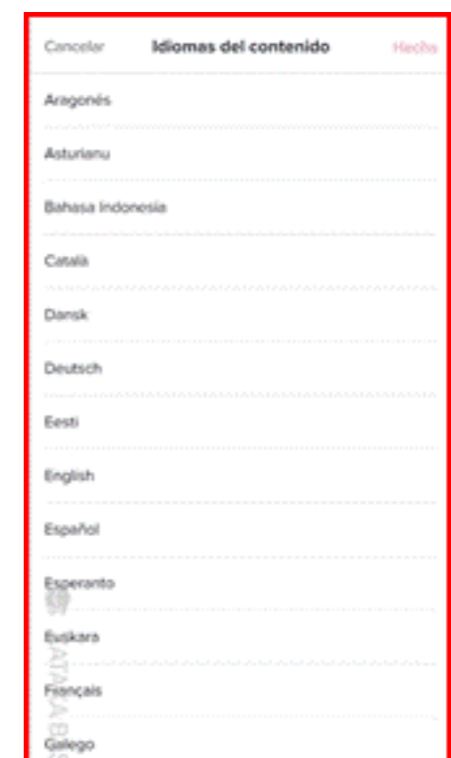 Cancelar Idiomas del contenido Hecho
Aragonés
Asturianu
Bahasa Indonesia
Català
Dansk
Deutsch
Eesti
English
Español
Esperanto
Euskara
Français
Galego